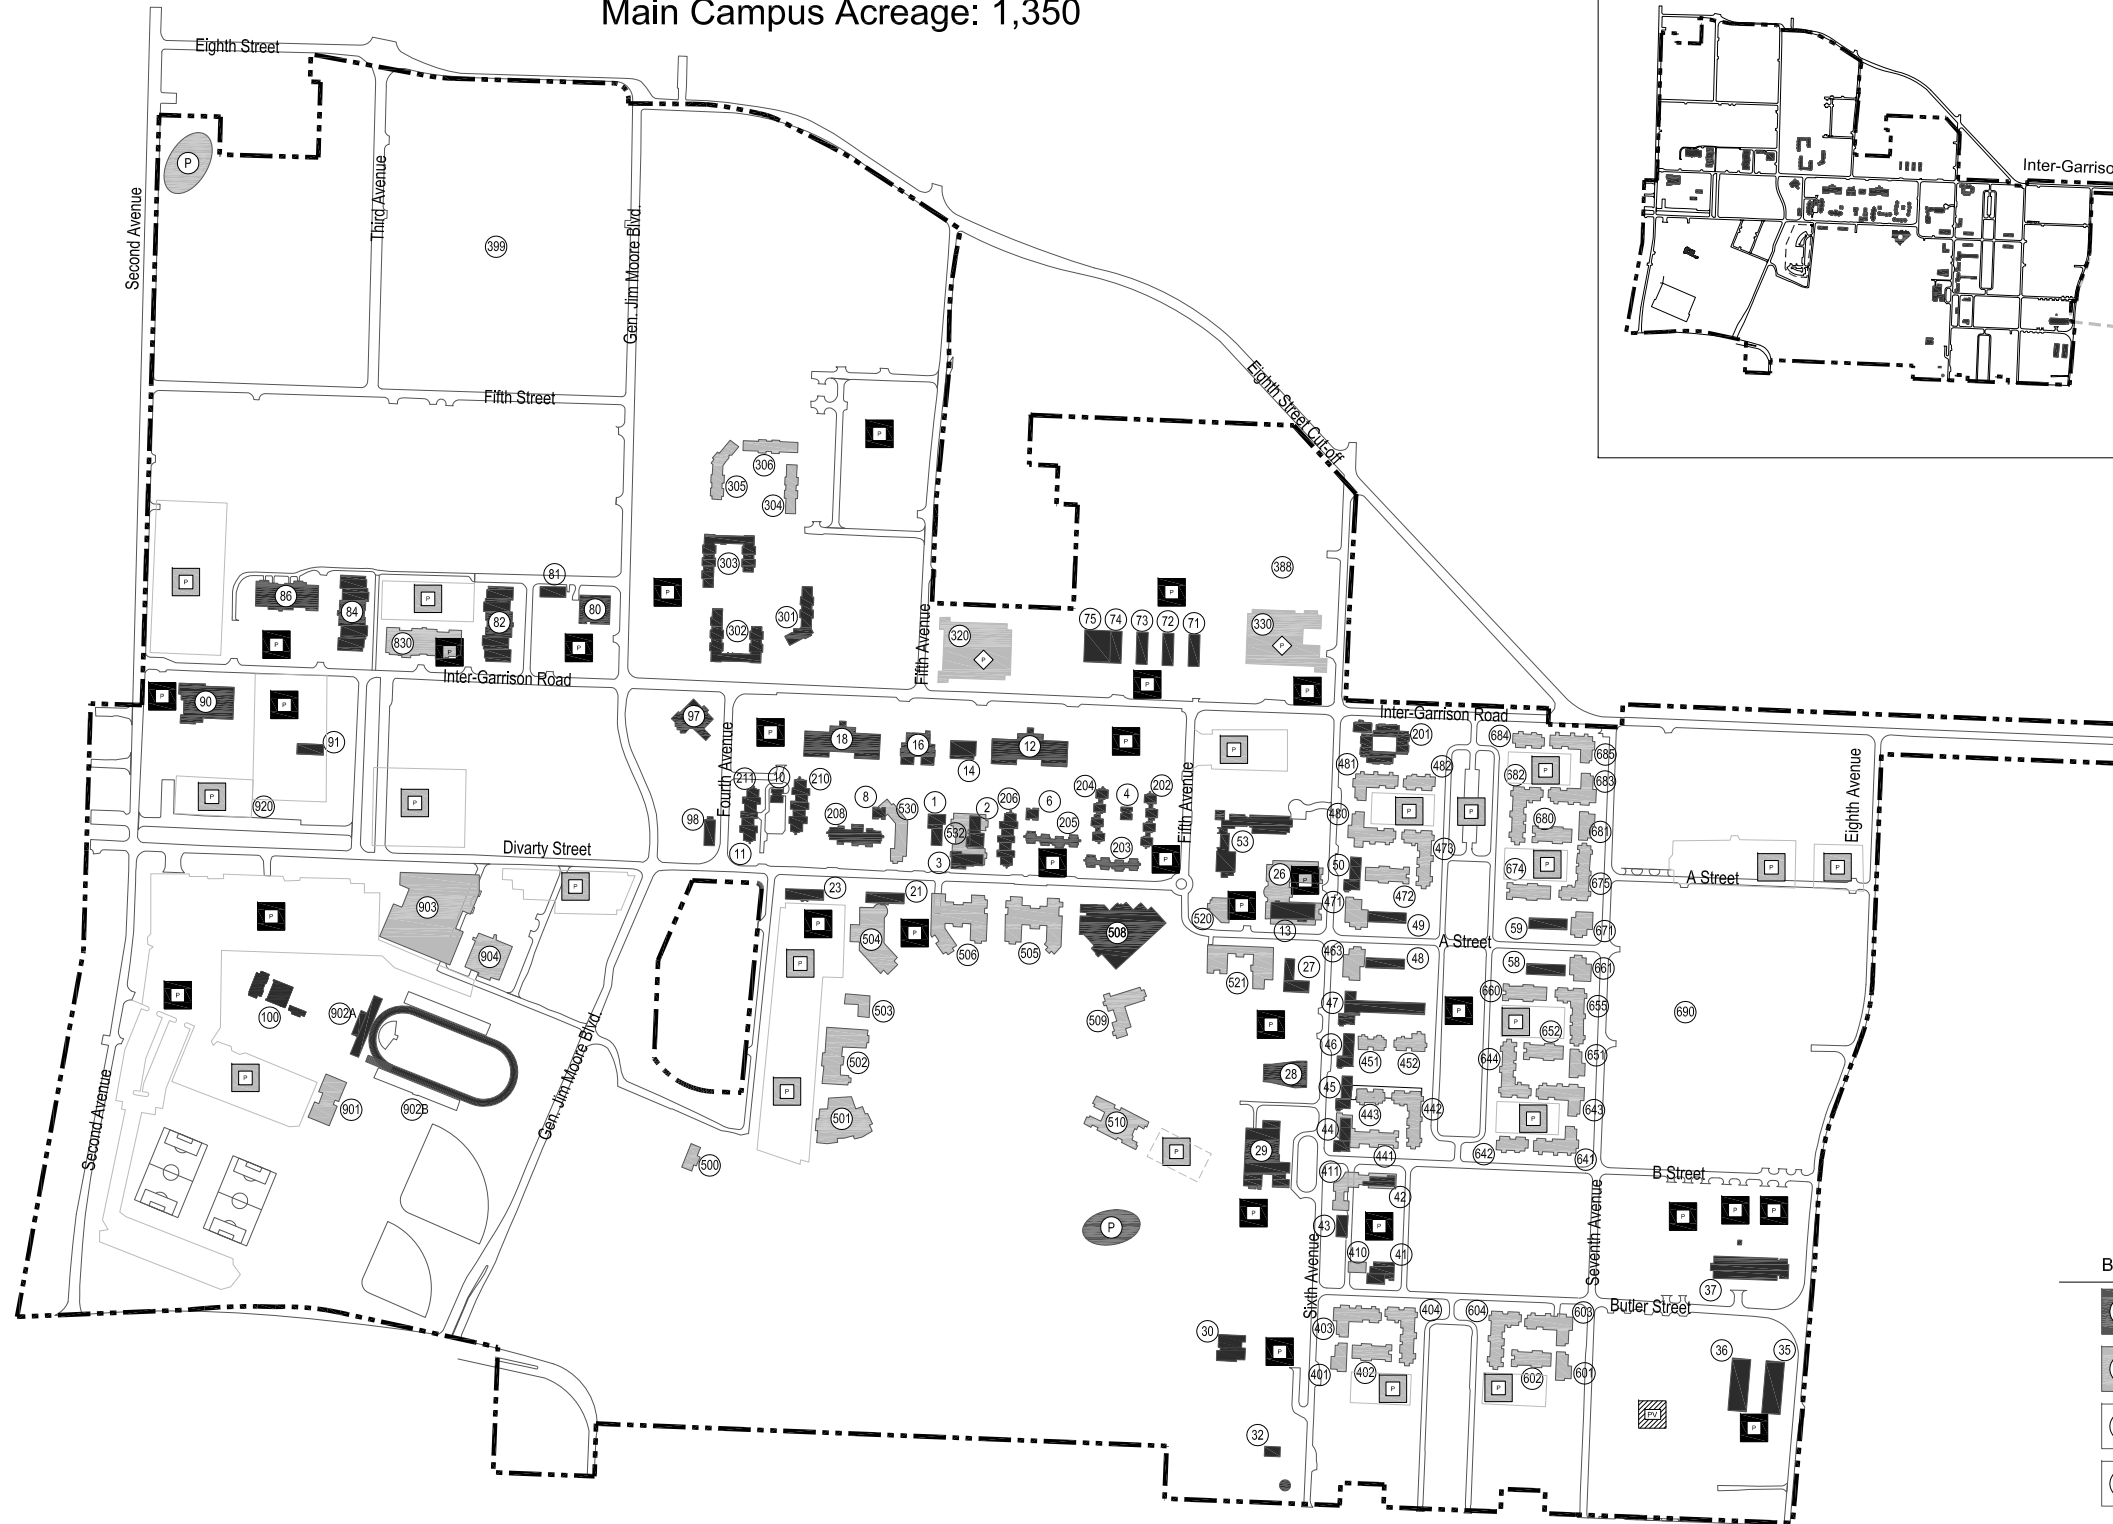 Main Campus Acreage: 1,350
Eighth Street
P
Second Avenue
Third Avenue
399
Gen. Jim Moore Blvd.
Inter-Garriso
Fifth Street
Eighth Street Cut-off
P
306
305
304
303
301
302
P
Fifth Avenue
388
P
P
86
84
P
81
80
82
830
P
P
P
320
P
75
74
73
72
71
330
P
P
P
Inter-Garrison Road
P
90
P
91
P
920
P
97
Fourth Avenue
P
18
16
14
12
P
Fifth Avenue
P
Inter-Garrison Road
201
684
685
Eighth Avenue
211
10
210
8
530
1
2
206
6
204
4
202
205
208
532
203
98
11
3
P
P
53
481
482
P
P
480
473
682
P
683
680
681
674
P
675
P
P
A Street
Divarty Street
P
23
21
P
P
504
506
505
508
520
P
26
P
13
50
472
471
49
59
671
A Street
903
904
P
P
P
100
902A
902B
901
P
Second Avenue
Gen. Jim Moore Blvd.
P
503
502
501
500
P
509
510
P
P
521
27
P
28
29
P
463
48
47
P
46
451
452
45
443
442
44
441
58
661
660
655
P
652
644
651
643
P
642
641
690
B Street
411
42
43
P
410
41
Sixth Avenue
Seventh Avenue
P
P
P
37
Butler Street
403
404
401
402
P
604
603
602
601
P
30
P
32
PV
36
35
P
B